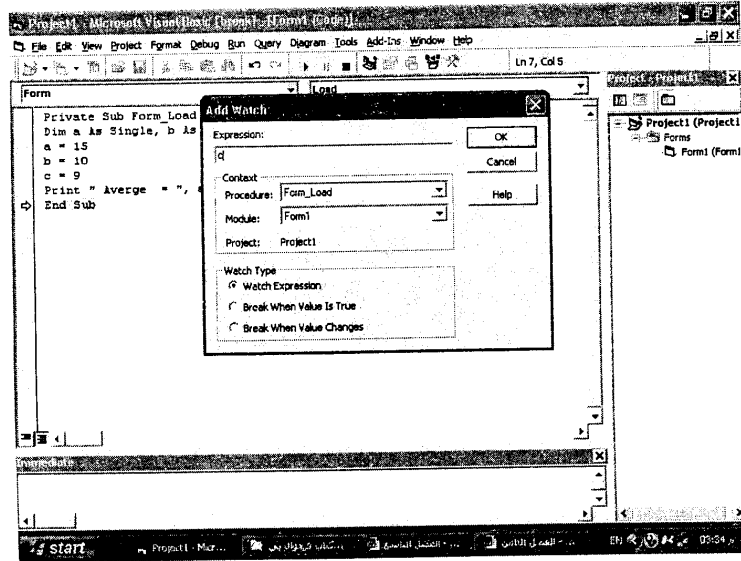 Project1 - Microsoft Visual Basic [break] - [Form1 (Code)]
File Edit View Project Format Debug Run Query Diagram Tools Add-Ins Window Help
Ln 7, Col 5
Form
Load
Project - Project1
Private Sub Form_Load
Dim a As Single, b As
a = 15
b = 10
c = 9
Print " Averge = ",
End Sub
Add Watch
Expression:
c
OK
Cancel
Help
Context
Procedure: Form_Load
Module: Form1
Project: Project1
Watch Type
Watch Expression
Break When Value Is True
Break When Value Changes
Project1 (Project1
Forms
Form1 (Form1
Immediate
start
Project1 - Micr...
EN
03:34 م